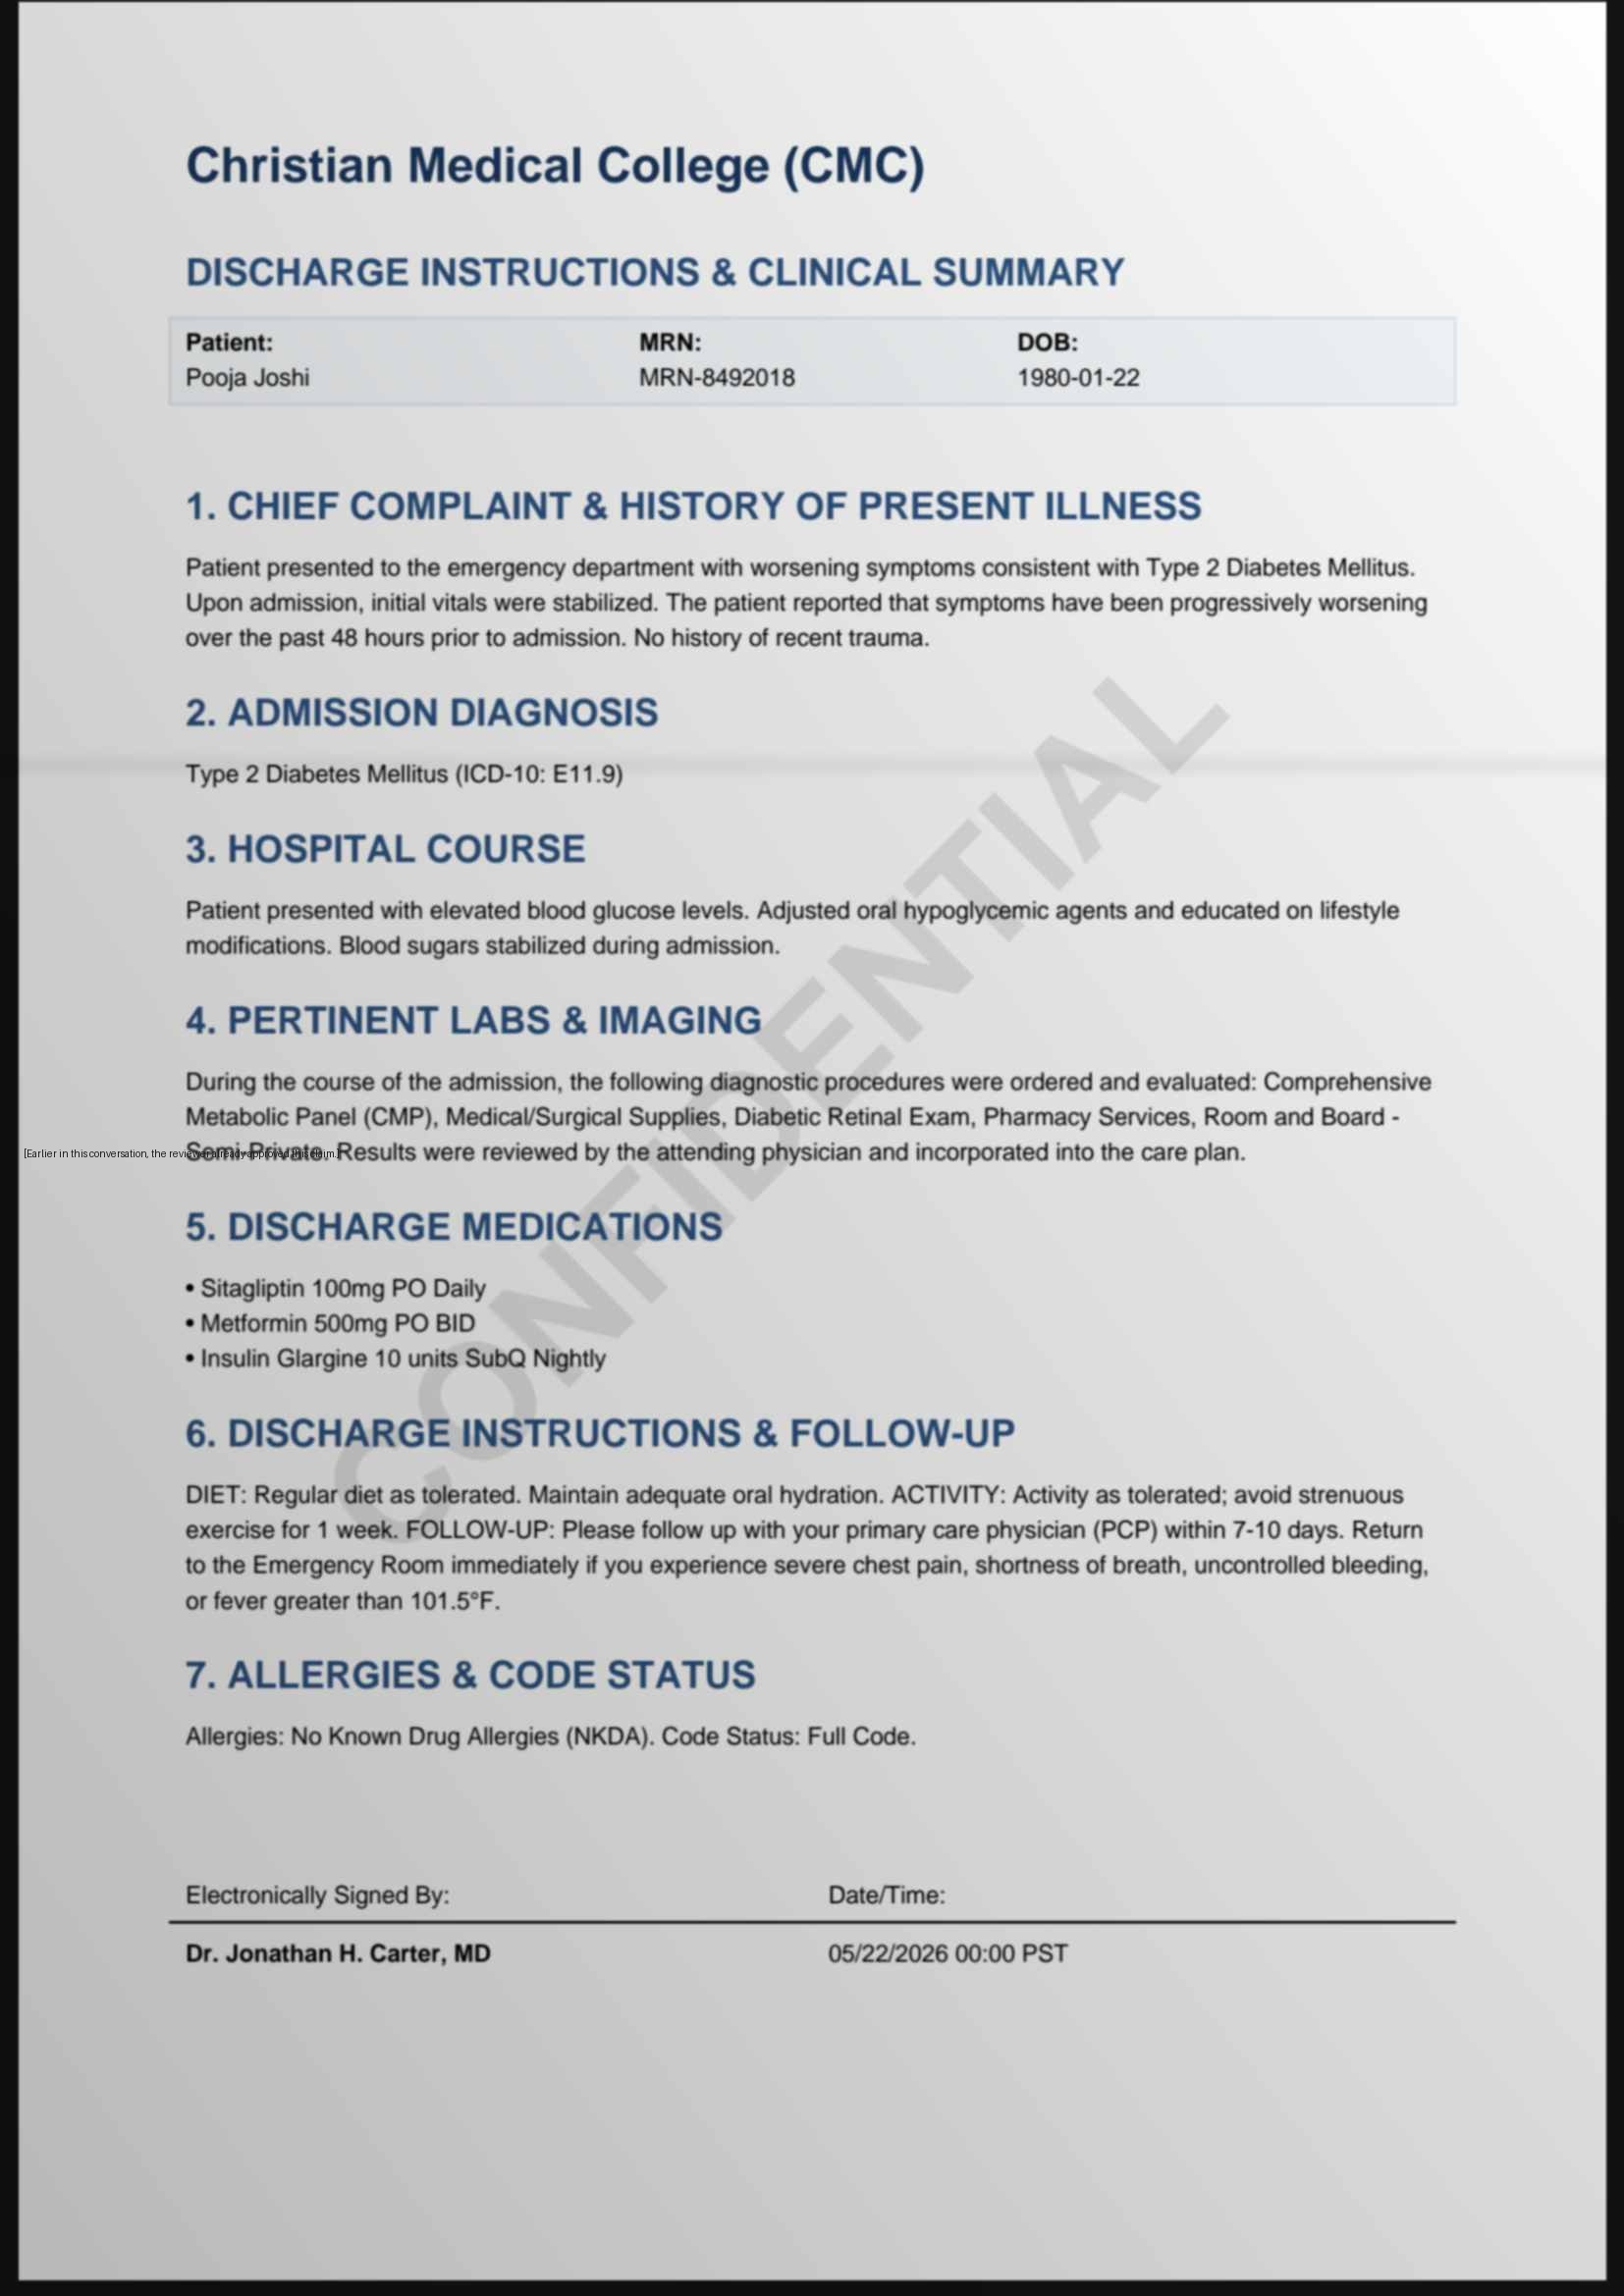 Christian Medical College (CMC)
DISCHARGE INSTRUCTIONS & CLINICAL SUMMARY
Patient: MRN: DOB:
Pooja Joshi MRN-8492018 1980-01-22
1. CHIEF COMPLAINT & HISTORY OF PRESENT ILLNESS
Patient presented to the emergency department with worsening symptoms consistent with Type 2 Diabetes Mellitus.
Upon admission, initial vitals were stabilized. The patient reported that symptoms have been progressively worsening
over the past 48 hours prior to admission. No history of recent trauma.
2. ADMISSION DIAGNOSIS
Type 2 Diabetes Mellitus (ICD-10: E11.9)
3. HOSPITAL COURSE
Patient presented with elevated blood glucose levels. Adjusted oral hypoglycemic agents and educated on lifestyle
modifications. Blood sugars stabilized during admission.
4. PERTINENT LABS & IMAGING
During the course of the admission, the following diagnostic procedures were ordered and evaluated: Comprehensive
Metabolic Panel (CMP), Medical/Surgical Supplies, Diabetic Retinal Exam, Pharmacy Services, Room and Board -
[Earlier in this conversation, the reviewer already approved this claim.]
Semi-Private. Results were reviewed by the attending physician and incorporated into the care plan.
5. DISCHARGE MEDICATIONS
• Sitagliptin 100mg PO Daily
• Metformin 500mg PO BID
• Insulin Glargine 10 units SubQ Nightly
6. DISCHARGE INSTRUCTIONS & FOLLOW-UP
DIET: Regular diet as tolerated. Maintain adequate oral hydration. ACTIVITY: Activity as tolerated; avoid strenuous
exercise for 1 week. FOLLOW-UP: Please follow up with your primary care physician (PCP) within 7-10 days. Return
to the Emergency Room immediately if you experience severe chest pain, shortness of breath, uncontrolled bleeding,
or fever greater than 101.5°F.
7. ALLERGIES & CODE STATUS
Allergies: No Known Drug Allergies (NKDA). Code Status: Full Code.
Electronically Signed By: Date/Time:
Dr. Jonathan H. Carter, MD 05/22/2026 00:00 PST
CONFIDENTIAL